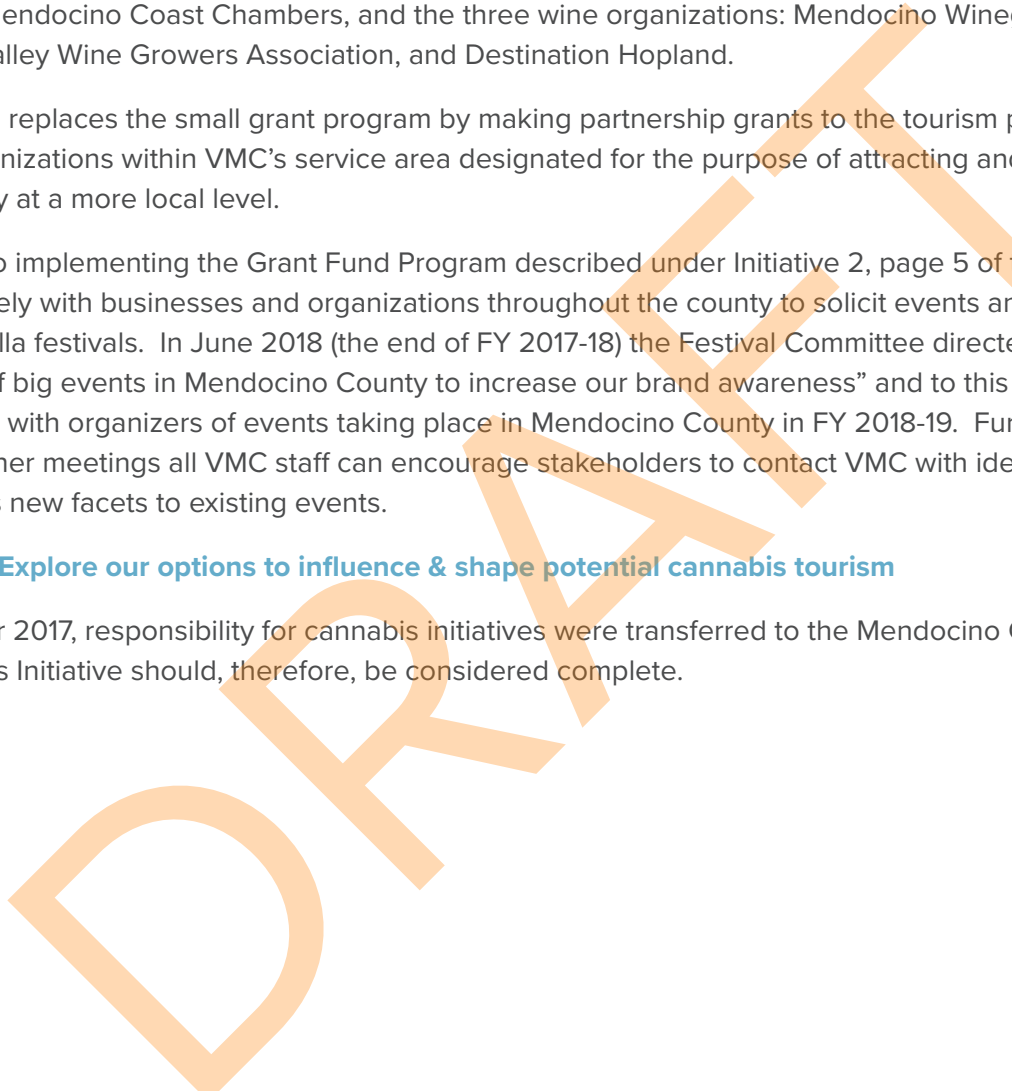 endocino Coast Chambers, and the three wine organizations: Mendocino Wine
alley Wine Growers Association, and Destination Hopland.
replaces the small grant program by making partnership grants to the tourism p
nizations within VMC’s service area designated for the purpose of attracting and
y at a more local level.
o implementing the Grant Fund Program described under Initiative 2, page 5 of
ely with businesses and organizations throughout the county to solicit events an
lla festivals. In June 2018 (the end of FY 2017-18) the Festival Committee directe
f big events in Mendocino County to increase our brand awareness” and to this
with organizers of events taking place in Mendocino County in FY 2018-19. Fur
ner meetings all VMC staff can encourage stakeholders to contact VMC with ide
s new facets to existing events.
Explore our options to influence & shape potential cannabis tourism
r 2017, responsibility for cannabis initiatives were transferred to the Mendocino
s Initiative should, therefore, be considered complete.
DRAFT